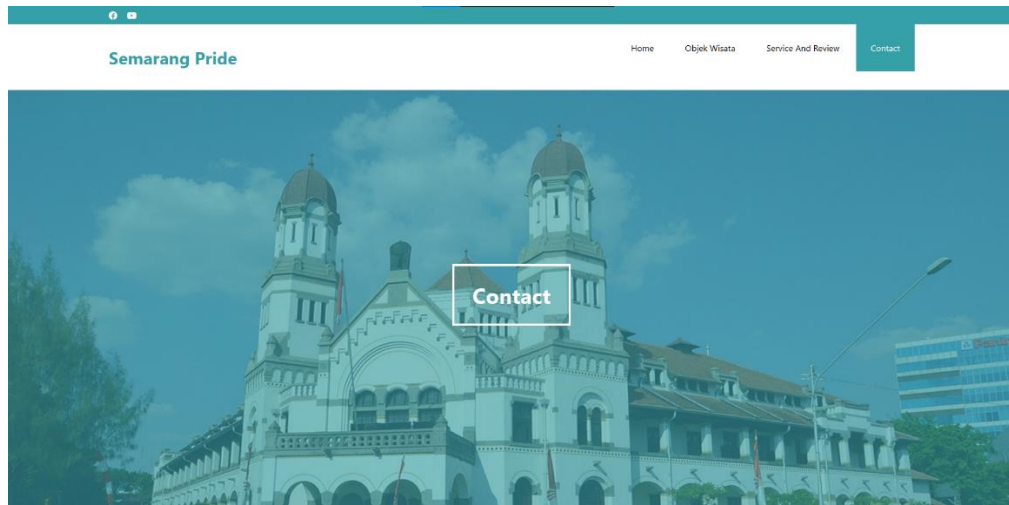 Semarang Pride
Home
Objek Wisata
Service And Review
Contact
Contact